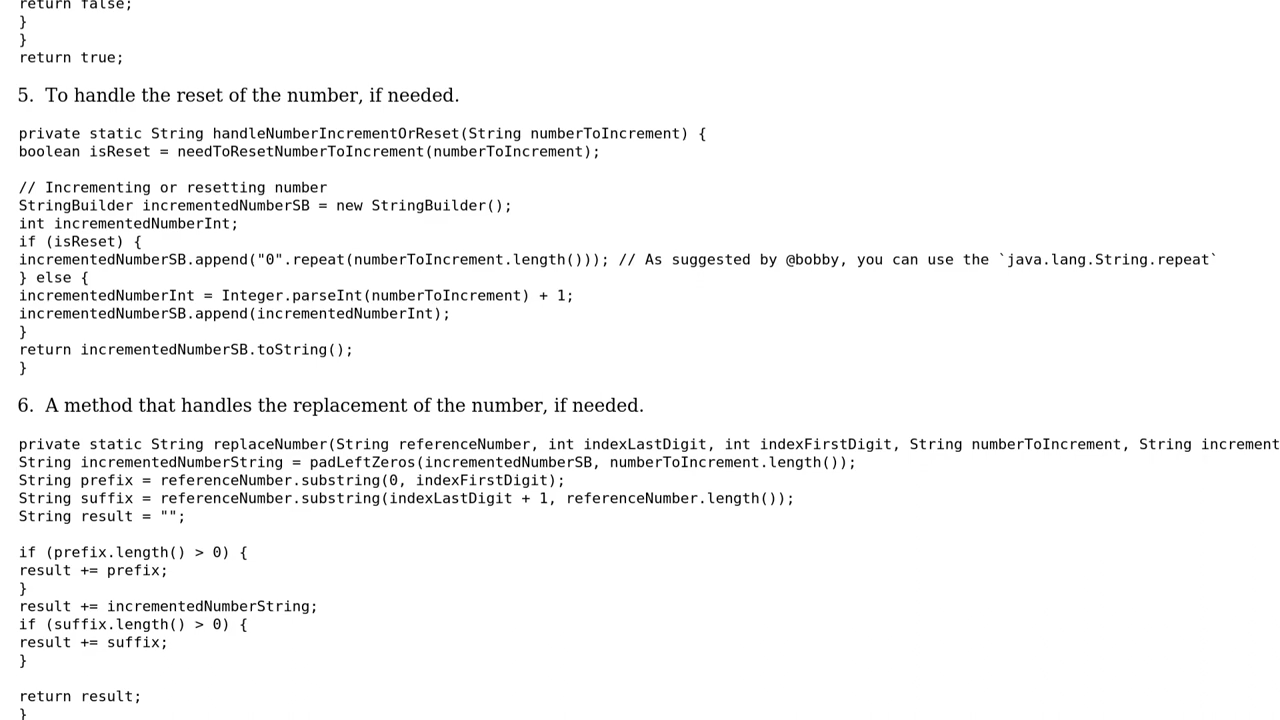 return false;
}
}
return true;
5. To handle the reset of the number, if needed.
private static String handleNumberIncrementOrReset(String numberToIncrement) {
boolean isReset = needToResetNumberToIncrement(numberToIncrement);
// Incrementing or resetting number
StringBuilder incrementedNumberSB = new StringBuilder();
int incrementedNumberInt;
if (isReset) {
incrementedNumberSB.append("0".repeat(numberToIncrement.length())); // As suggested by @bobby, you can use the `java.lang.String.repeat`
} else {
incrementedNumberInt = Integer.parseInt(numberToIncrement) + 1;
incrementedNumberSB.append(incrementedNumberInt);
}
return incrementedNumberSB.toString();
}
6. A method that handles the replacement of the number, if needed.
private static String replaceNumber(String referenceNumber, int indexLastDigit, int indexFirstDigit, String numberToIncrement, String increment
String incrementedNumberString = padLeftZeros(incrementedNumberSB, numberToIncrement.length());
String prefix = referenceNumber.substring(0, indexFirstDigit);
String suffix = referenceNumber.substring(indexLastDigit + 1, referenceNumber.length());
String result = "";
if (prefix.length() > 0) {
result += prefix;
}
result += incrementedNumberString;
if (suffix.length() > 0) {
result += suffix;
}
return result;
}